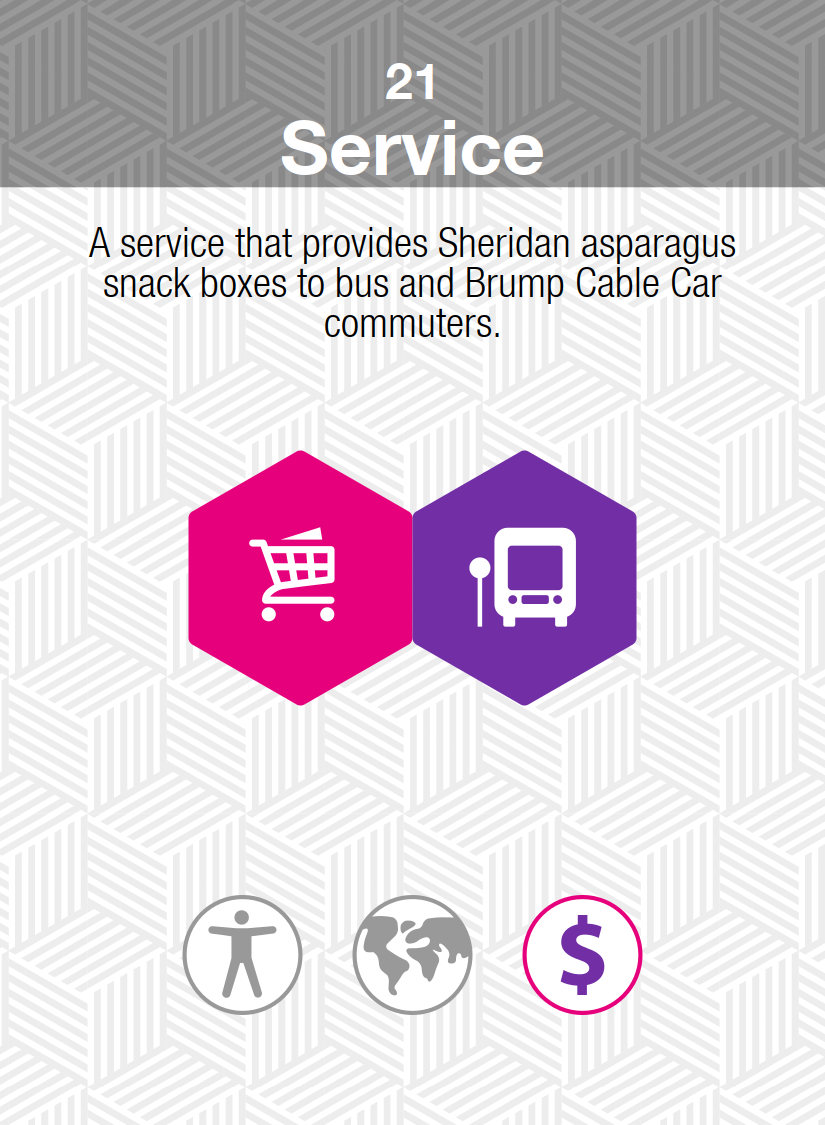 21
Service
A service that provides Sheridan asparagus
snack boxes to bus and Brump Cable Car
commuters.
$